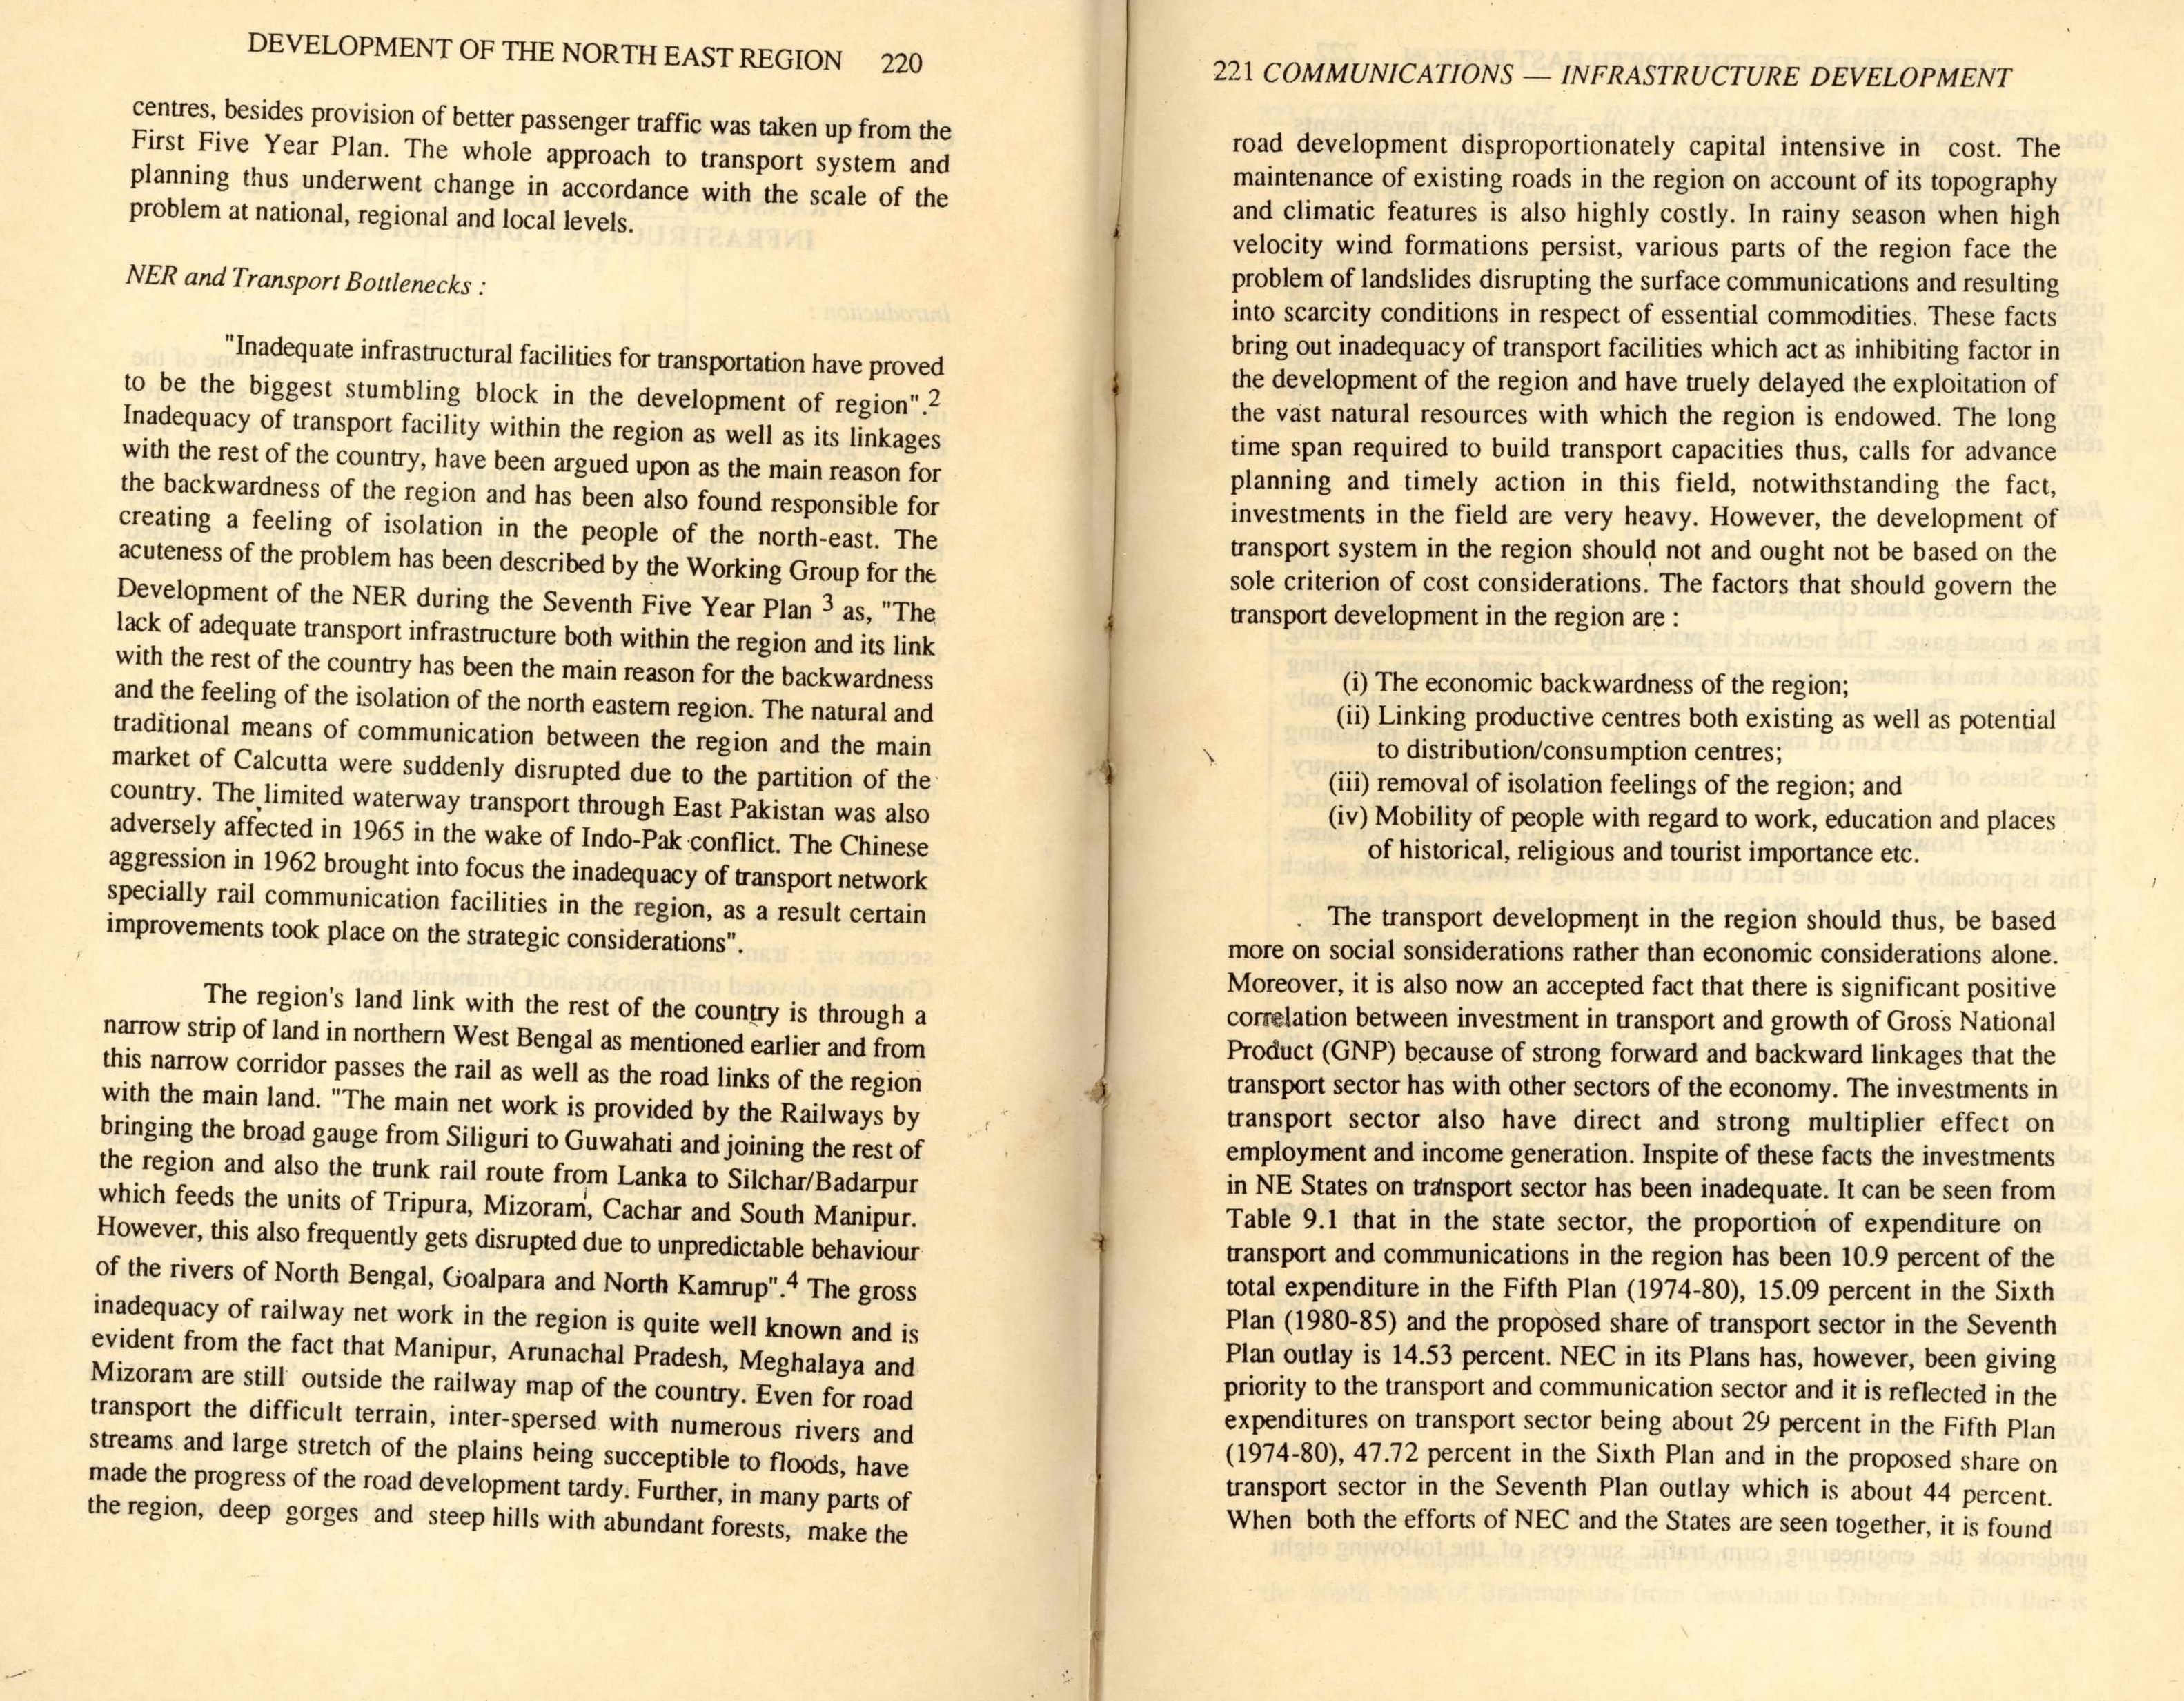 DEVELOPMENT OF THE NORTH EAST REGION 220
centres, besides provision of better passenger traffic was taken up from the
First Five Year Plan. The whole approach to transport system and
planning thus underwent change in accordance with the scale of the
problem at national, regional and local levels.
NER and Transport Bottlenecks :
"Inadequate infrastructural facilities for transportation have proved
to be the biggest stumbling block in the development of region".2
Inadequacy of transport facility within the region as well as its linkages
with the rest of the country, have been argued upon as the main reason for
the backwardness of the region and has been also found responsible for
creating a feeling of isolation in the people of the north-east. The
acuteness of the problem has been described by the Working Group for the
Development of the NER during the Seventh Five Year Plan 3 as, "The
lack of adequate transport infrastructure both within the region and its link
with the rest of the country has been the main reason for the backwardness
and the feeling of the isolation of the north eastern region. The natural and
traditional means of communication between the region and the main
market of Calcutta were suddenly disrupted due to the partition of the
country. The limited waterway transport through East Pakistan was also
adversely affected in 1965 in the wake of Indo-Pak conflict. The Chinese
aggression in 1962 brought into focus the inadequacy of transport network
specially rail communication facilities in the region, as a result certain
improvements took place on the strategic considerations".
The region's land link with the rest of the country is through a
narrow strip of land in northern West Bengal as mentioned earlier and from
this narrow corridor passes the rail as well as the road links of the region
with the main land. "The main net work is provided by the Railways by
bringing the broad gauge from Siliguri to Guwahati and joining the rest of
the region and also the trunk rail route from Lanka to Silchar/Badarpur
which feeds the units of Tripura, Mizoram, Cachar and South Manipur.
However, this also frequently gets disrupted due to unpredictable behaviour
of the rivers of North Bengal, Goalpara and North Kamrup".4 The gross
inadequacy of railway net work in the region is quite well known and is
evident from the fact that Manipur, Arunachal Pradesh, Meghalaya and
Mizoram are still outside the railway map of the country. Even for road
transport the difficult terrain, inter-spersed with numerous rivers and
streams and large stretch of the plains being succeptible to floods, have
made the progress of the road development tardy. Further, in many parts of
the region, deep gorges and steep hills with abundant forests, make the
221 COMMUNICATIONS — INFRASTRUCTURE DEVELOPMENT
road development disproportionately capital intensive in cost. The
maintenance of existing roads in the region on account of its topography
and climatic features is also highly costly. In rainy season when high
velocity wind formations persist, various parts of the region face the
problem of landslides disrupting the surface communications and resulting
into scarcity conditions in respect of essential commodities. These facts
bring out inadequacy of transport facilities which act as inhibiting factor in
the development of the region and have truely delayed the exploitation of
the vast natural resources with which the region is endowed. The long
time span required to build transport capacities thus, calls for advance
planning and timely action in this field, notwithstanding the fact,
investments in the field are very heavy. However, the development of
transport system in the region should not and ought not be based on the
sole criterion of cost considerations. The factors that should govern the
transport development in the region are :
(i) The economic backwardness of the region;
(ii) Linking productive centres both existing as well as potential
to distribution/consumption centres;
(iii) removal of isolation feelings of the region; and
(iv) Mobility of people with regard to work, education and places
of historical, religious and tourist importance etc.
The transport development in the region should thus, be based
more on social sonsiderations rather than economic considerations alone.
Moreover, it is also now an accepted fact that there is significant positive
correlation between investment in transport and growth of Gross National
Product (GNP) because of strong forward and backward linkages that the
transport sector has with other sectors of the economy. The investments in
transport sector also have direct and strong multiplier effect on
employment and income generation. Inspite of these facts the investments
in NE States on transport sector has been inadequate. It can be seen from
Table 9.1 that in the state sector, the proportion of expenditure on
transport and communications in the region has been 10.9 percent of the
total expenditure in the Fifth Plan (1974-80), 15.09 percent in the Sixth
Plan (1980-85) and the proposed share of transport sector in the Seventh
Plan outlay is 14.53 percent. NEC in its Plans has, however, been giving
priority to the transport and communication sector and it is reflected in the
expenditures on transport sector being about 29 percent in the Fifth Plan
(1974-80), 47.72 percent in the Sixth Plan and in the proposed share on
transport sector in the Seventh Plan outlay which is about 44 percent.
When both the efforts of NEC and the States are seen together, it is found